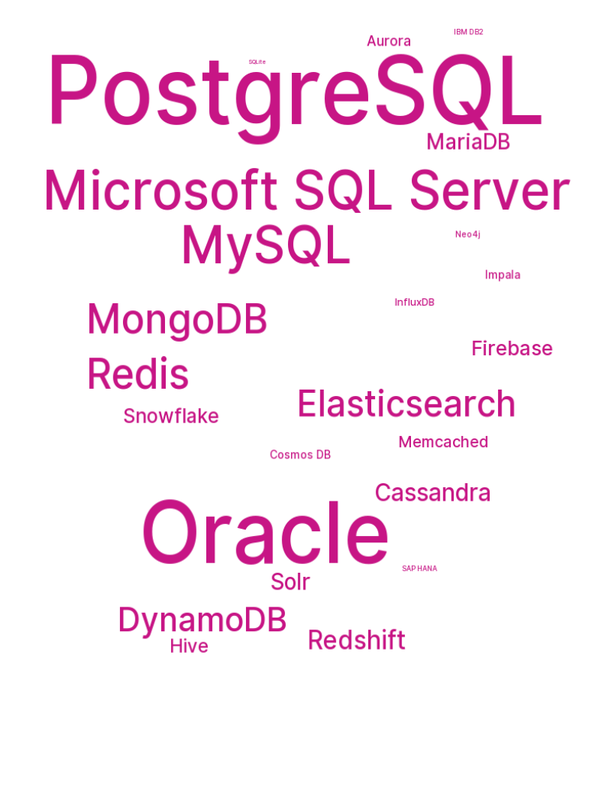 IBM DB2
Aurora
SQLite
PostgreSQL
MariaDB
Microsoft SQL Server
Neo4j
MySQL
Impala
InfluxDB
MongoDB
Firebase
Redis
Elasticsearch
Snowflake
Memcached
Cosmos DB
Cassandra
Oracle
SAP HANA
Solr
DynamoDB
Redshift
Hive